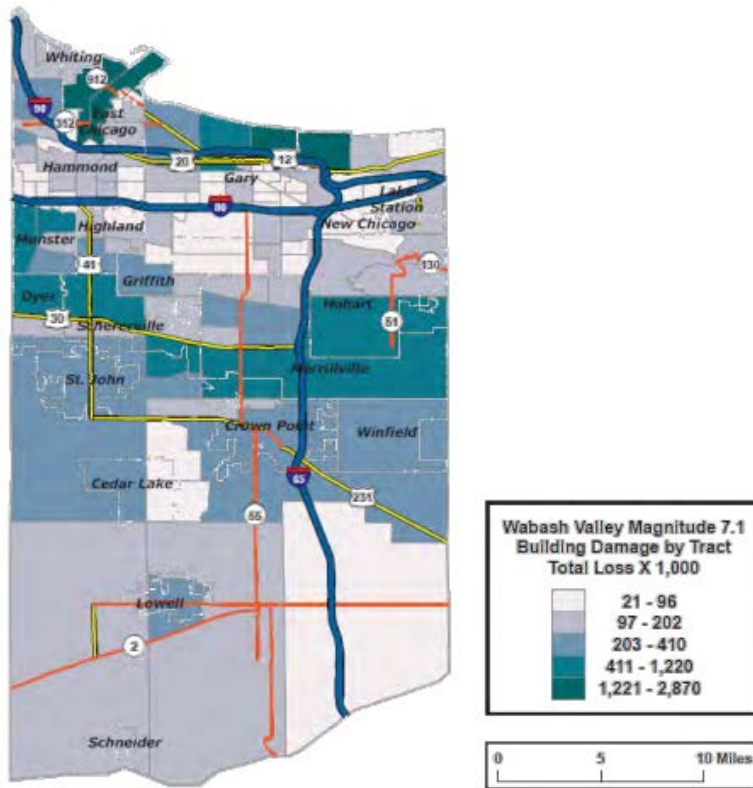 Whiting
912
90
East
Chicago
312
20
12
Hammond
Gary
Lake
Station
80
New Chicago
Highland
Munster
41
130
Griffith
Dyer
Hobart
51
30
Schererville
Merrillville
St. John
Crown Point
Winfield
Cedar Lake
65
231
55
Lowell
2
Schneider
Wabash Valley Magnitude 7.1
Building Damage by Tract
Total Loss X 1,000
21 - 96
97 - 202
203 - 410
411 - 1,220
1,221 - 2,870
0 5 10 Miles